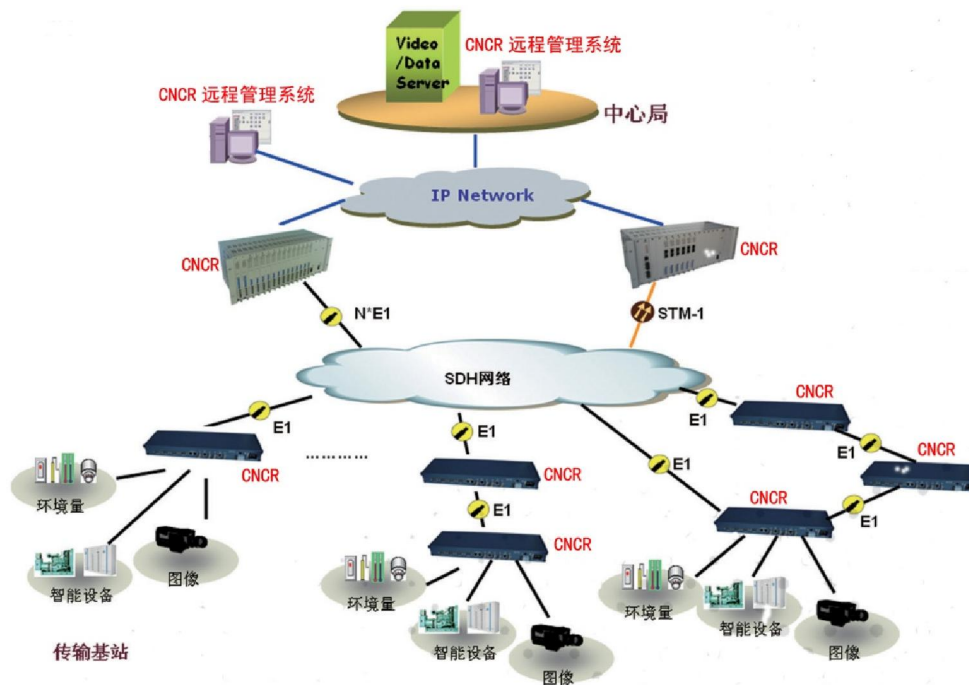 Video
/Data
Server
CNCR 远程管理系统
CNCR 远程管理系统
中心局
IP Network
CNCR
CNCR
N*E1
STM-1
SDH网络
E1
E1
CNCR
CNCR
E1
E1
CNCR
…………
E1
CNCR
CNCR
E1
E1
CNCR
环境量
智能设备
图像
环境量
智能设备
图像
环境量
智能设备
图像
传输基站